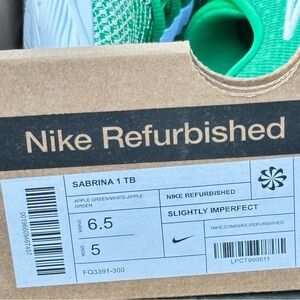 Nike Refurbished
SABRINA 1 TB
APPLE GREEN/WHITE-APPLE
GREEN
6.5
5
FQ3391-300
NIKE REFURBISHED
SLIGHTLY IMPERFECT
NIKE.COM/NIKE-REFURBISHED
LPCT990611